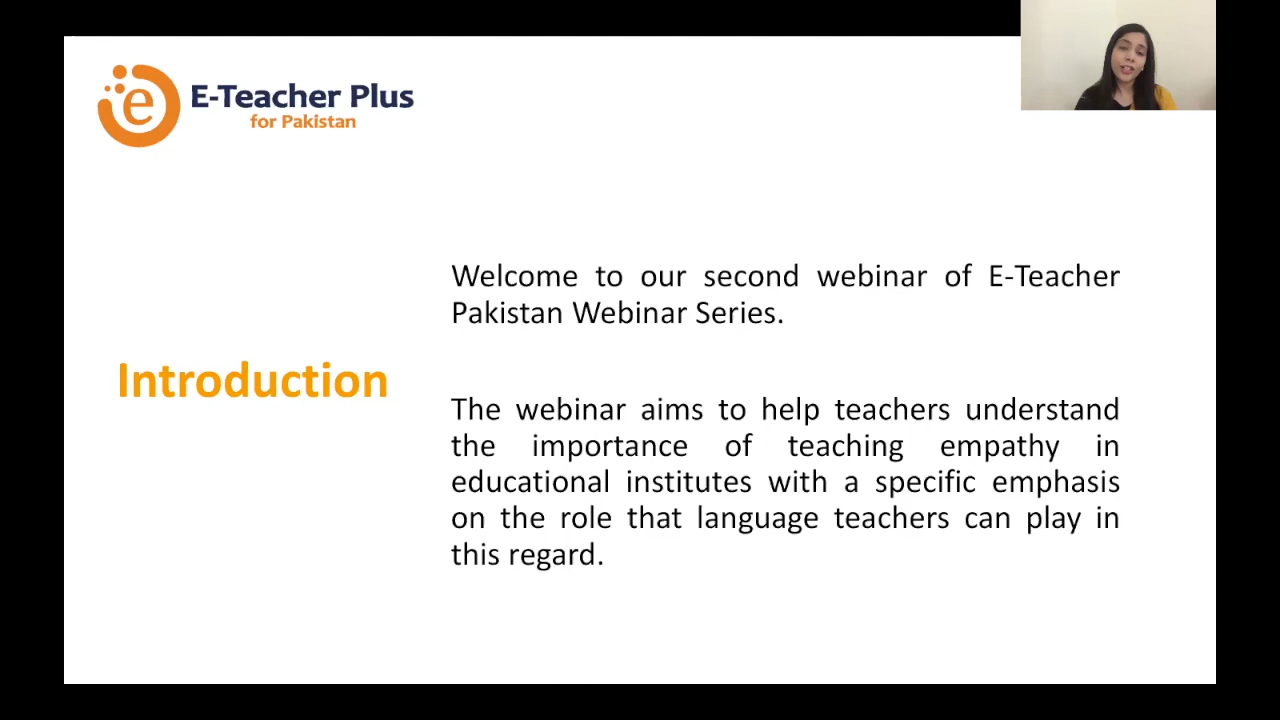 E-Teacher Plus
for Pakistan
Welcome to our second webinar of E-Teacher
Pakistan Webinar Series.
Introduction
The webinar aims to help teachers understand
the importance of teaching empathy in
educational institutes with a specific emphasis
on the role that language teachers can play in
this regard.